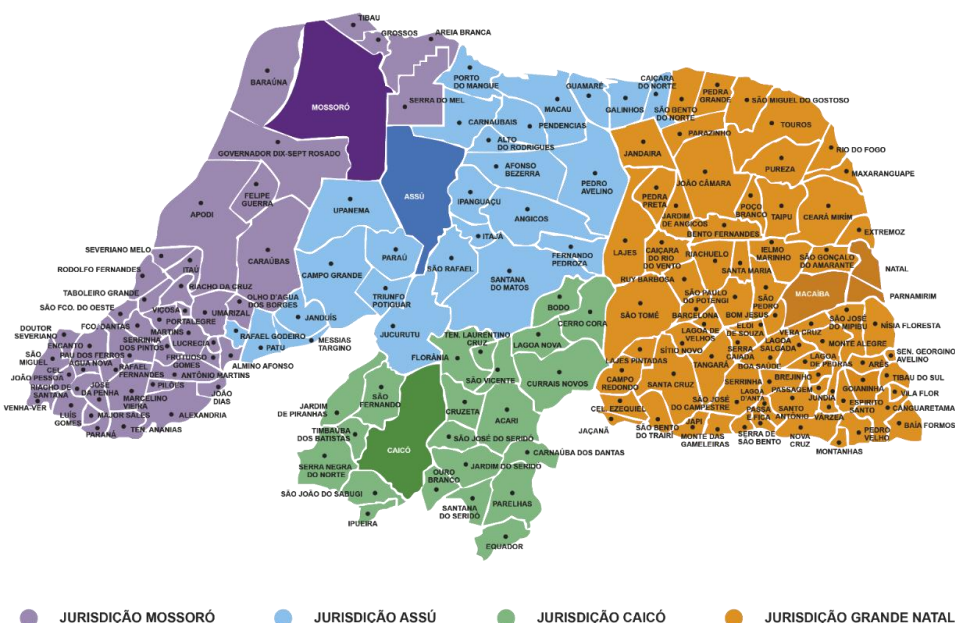 TIBAU
GROSSOS
AREIA BRANCA
BARAÚNA
MOSSORÓ
SERRA DO MEL
PORTO
DO MANGUE
GUAMARÉ
CAIÇARA
DO NORTE
PEDRA
GRANDE
SÃO MIGUEL DO GOSTOSO
MACAU
GALINHOS
SÃO BENTO
DO NORTE
CARNAUBAIS
PENDENCIAS
ALTO
DO RODRIGUES
PARAZINHO
TOUROS
GOVERNADOR DIX-SEPT ROSADO
JANDAIRA
RIO DO FOGO
AFONSO
BEZERRA
PUREZA
MAXARANGUAPE
PEDRO
AVELINO
JOÃO CÂMARA
FELIPE
GUERRA
ASSÚ
IPANGUAÇU
PEDRA
PRETA
APODI
UPANEMA
ANGICOS
JARDIM
DE ANGICOS
POÇO
BRANCO
TAIPU
CEARÁ MIRÍM
BENTO FERNANDES
EXTREMOZ
ITAJÁ
SEVERIANO MELO
ITAÚ
CARAÚBAS
PARAÚ
FERNANDO
PEDROZA
LAJES
CAIÇARA
DO RIO
DO VENTO
RIACHUELO
IELMO
MARINHO
SÃO GONÇALO
DO AMARANTE
RODOLFO FERNANDES
CAMPO GRANDE
SÃO RAFAEL
SANTANA
DO MATOS
SANTA MARIA
NATAL
RUY BARBOSA
TABOLEIRO GRANDE
RIACHO DA CRUZ
TRIUNFO
POTIGUAR
BODO
SÃO PAULO
DO POTENGI
SÃO
PEDRO
MACAÍBA
PARNAMIRIM
SÃO FCO. DO OESTE
VIÇOSA
UMARIZAL
OLHO D'AGUA
DOS BORGES
JANDUÍS
CERRO CORA
SÃO TOMÉ
BARCELONA
BOM JESUS
SÃO JOSÉ
DO MIPIBU
NÍSIA FLORESTA
FCO. DANTAS
PORTALEGRE
DOUTOR
SEVERIANO
MARTINS
RAFAEL GODEIRO
JUCURUTU
TEN. LAURENTINO
CRUZ
LAGOA NOVA
LAGOA DE
VELHOS
ELOI
DE SOUZA
VERA CRUZ
LAGOA
SALGADA
MONTE ALEGRE
ENCANTO
SERRINHA
DOS PINTOS
LUCRECIA
PATU
MESSIAS
TARGINO
SÍTIO NOVO
SERRA
CAIADA
SÃO
MIGUEL
PAU DOS FERROS
FRUTUOSO
GOMES
ALMINO AFONSO
FLORÂNIA
LAJES PINTADAS
TANGARÁ
BOA SAÚDE
LAGOA
DE PEDRAS
SEN. GEORGINO
AVELINO
ARÊS
CEL
JOÃO PESSOA
AGUA NOVA
RAFAEL
FERNANDES
ANTÔNIO MARTINS
SÃO VICENTE
CURRAIS NOVOS
CAMPO
REDONDO
SANTA CRUZ
SERRINHA
BREJINHO
TIBAU DO SUL
RIACHO DE
SANTANA
JOSÉ
DA PENHA
PILÕES
JOÃO
DIAS
SÃO
FERNANDO
LAGOA
D'ANTA
PASSAGEM
GOIANINHA
VENHA-VER
MARCELINO
VIEIRA
JARDIM
DE PIRANHAS
CRUZETA
CEL. EZEQUIEL
SÃO JOSÉ
DO CAMPESTRE
JUNDIÁ
VILA FLOR
LUÍS
GOMES
MAJOR SALES
ALEXANDRIA
ACARI
PASSA
E FICA
SANTO
ANTÔNIO
ESPIRITO
SANTO
CANGUARETAMA
PARANÁ
TEN. ANANIAS
TIMBAÚBA
DOS BATISTAS
SÃO JOSÉ DO SERIDO
JAÇANÃ
SÃO BENTO
DO TRAIRÍ
JAPI
VÁRZEA
BAÍA FORMOS
CAICÓ
CARNAÚBA DOS DANTAS
MONTE DAS
GAMELEIRAS
SERRA DE
SÃO BENTO
NOVA
CRUZ
PEDRO
VELHO
MONTANHAS
SERRA NEGRA
DO NORTE
OURO
BRANCO
JARDIM DO SERIDO
SÃO JOÃO DO SABUGI
SANTANA
DO SERIDO
PARELHAS
IPUEIRA
EQUADOR
JURISDIÇÃO MOSSORÓ
JURISDIÇÃO ASSÚ
JURISDIÇÃO CAICÓ
JURISDIÇÃO GRANDE NATAL